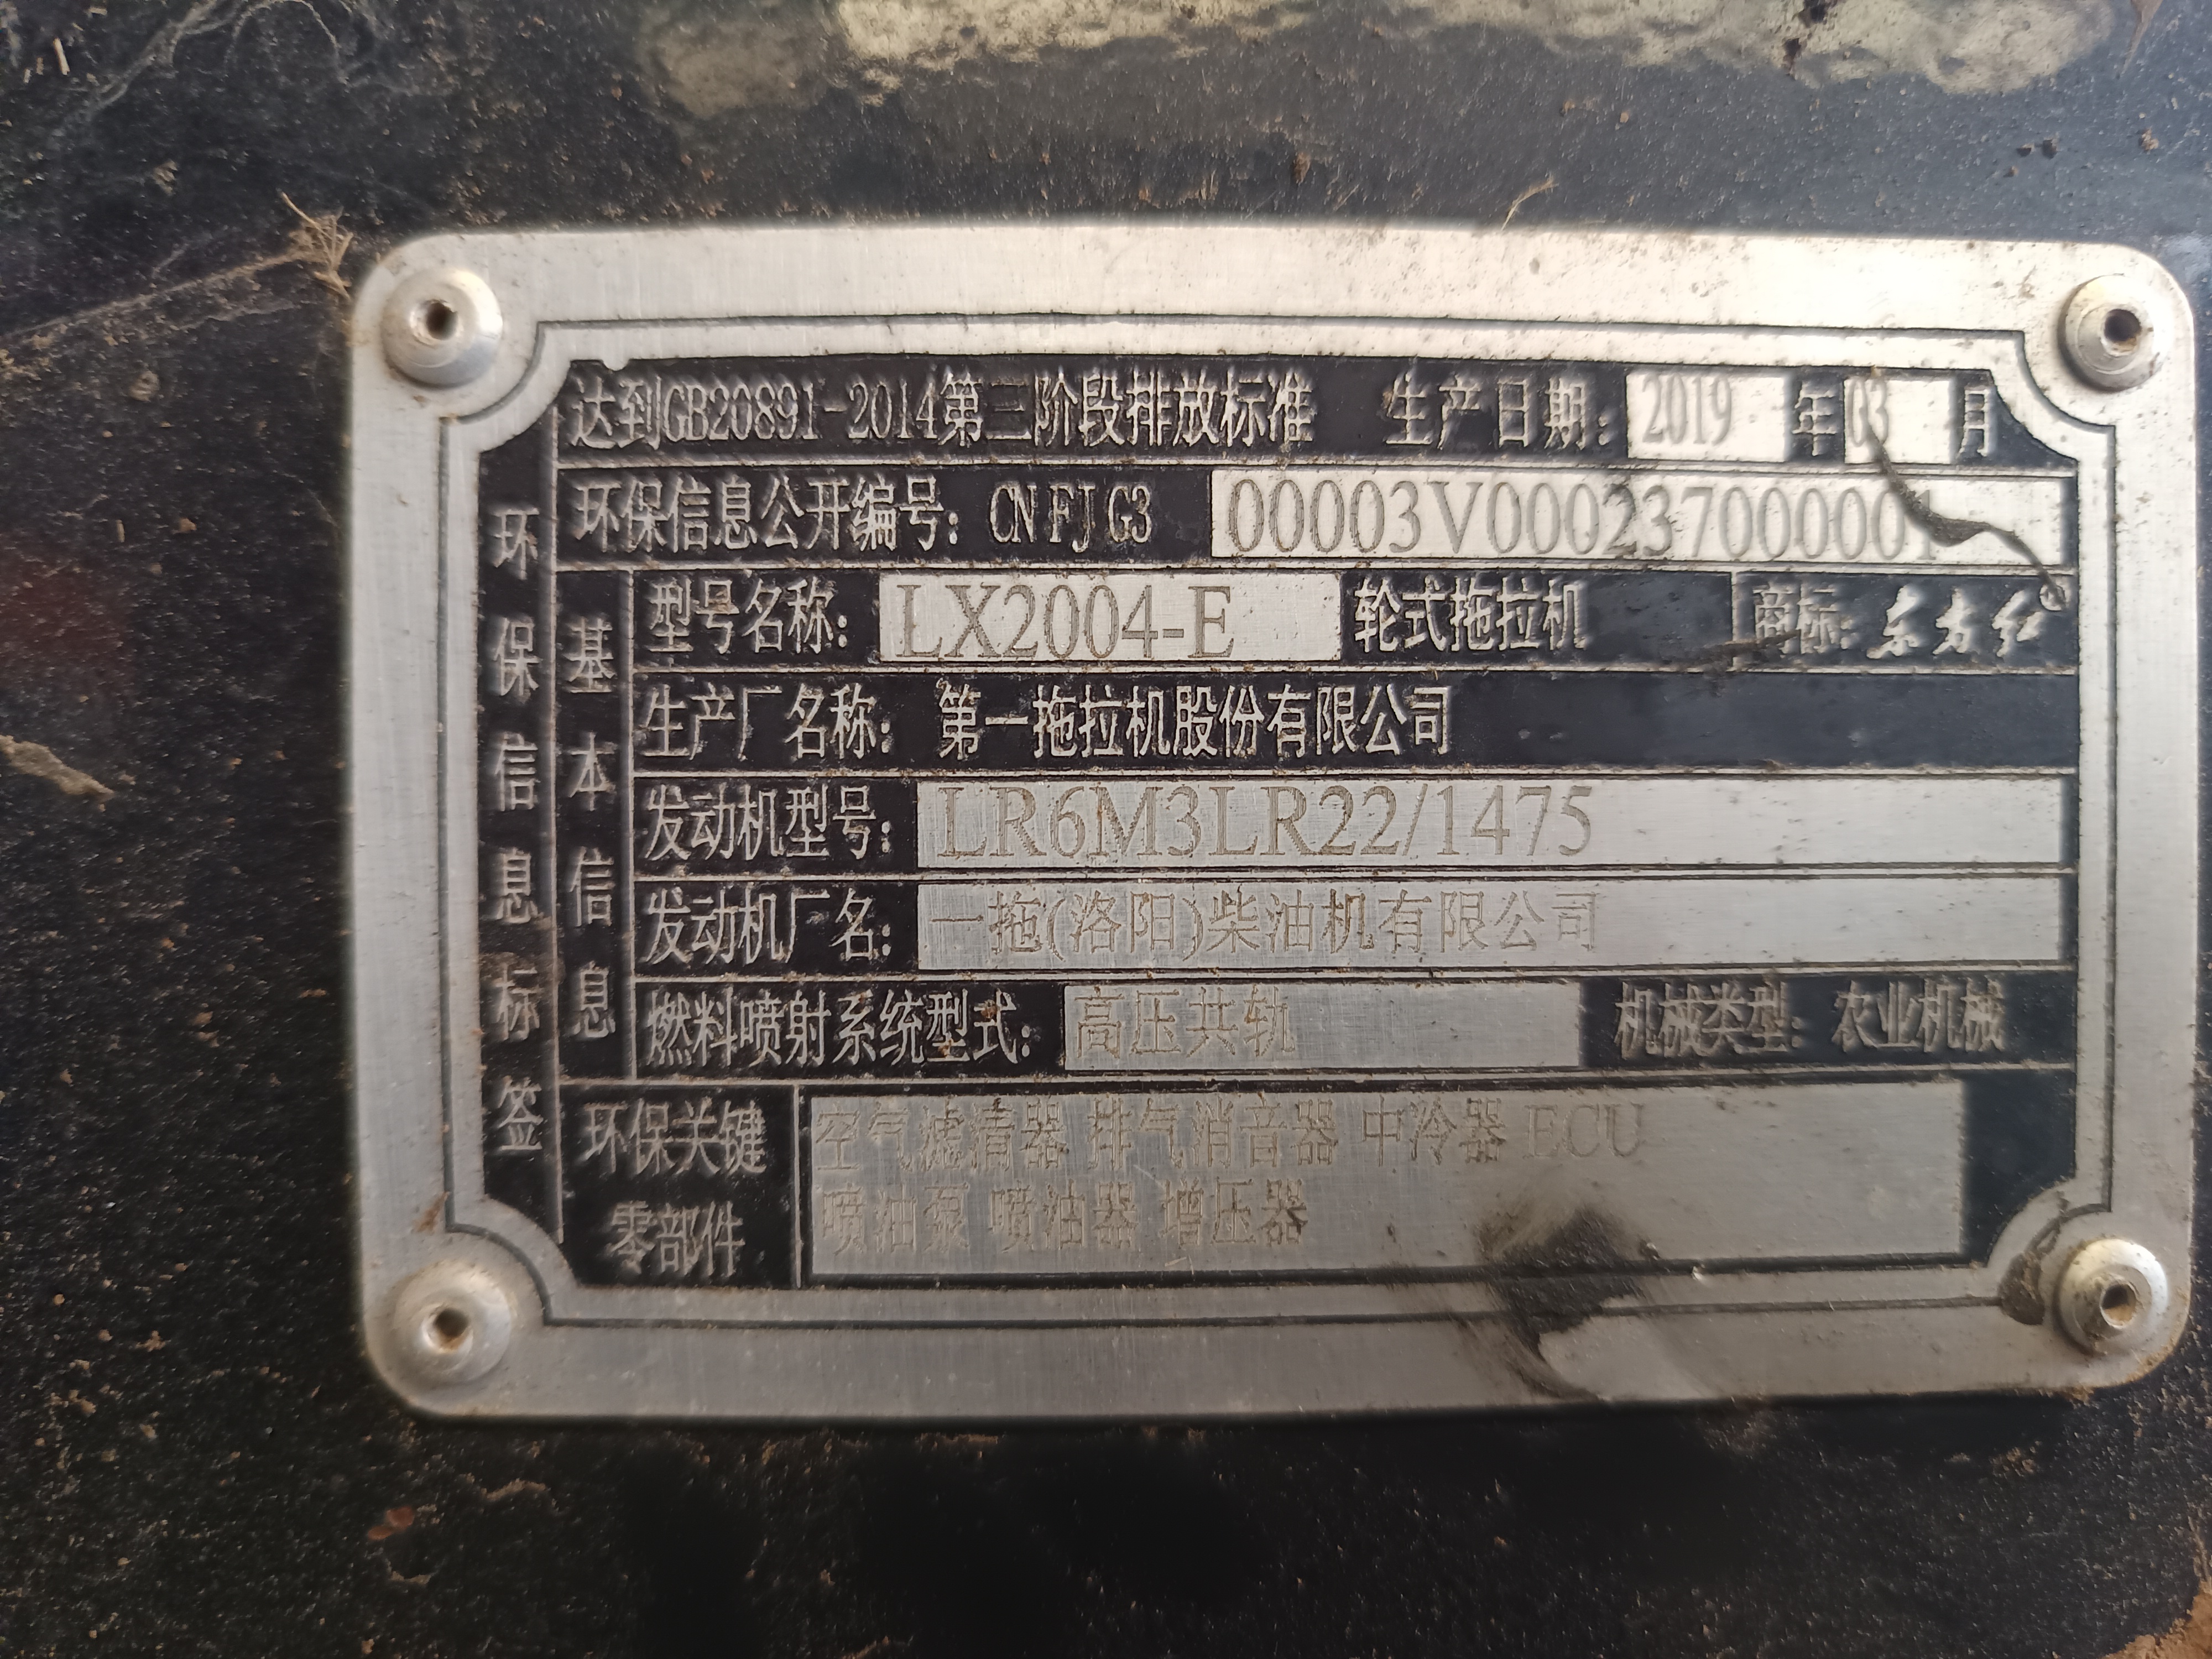 达到GB20891-2014第三阶段排放标准 生产日期: 2019 年 03 月
环保信息公开编号: CN FJ G3 00003V000237000001
型号名称: LX2004-E 轮式拖拉机 商标: 东方红
生产厂名称: 第一拖拉机股份有限公司
发动机型号: LR6M3LR22/1475
发动机厂名: 一拖(洛阳)柴油机有限公司
燃料喷射系统型式: 高压共轨 机械类型: 农业机械
环保关键零部件
空气滤清器 排气消音器 中冷器 ECU
喷油泵 喷油器 增压器
环保信息标签
基本信息